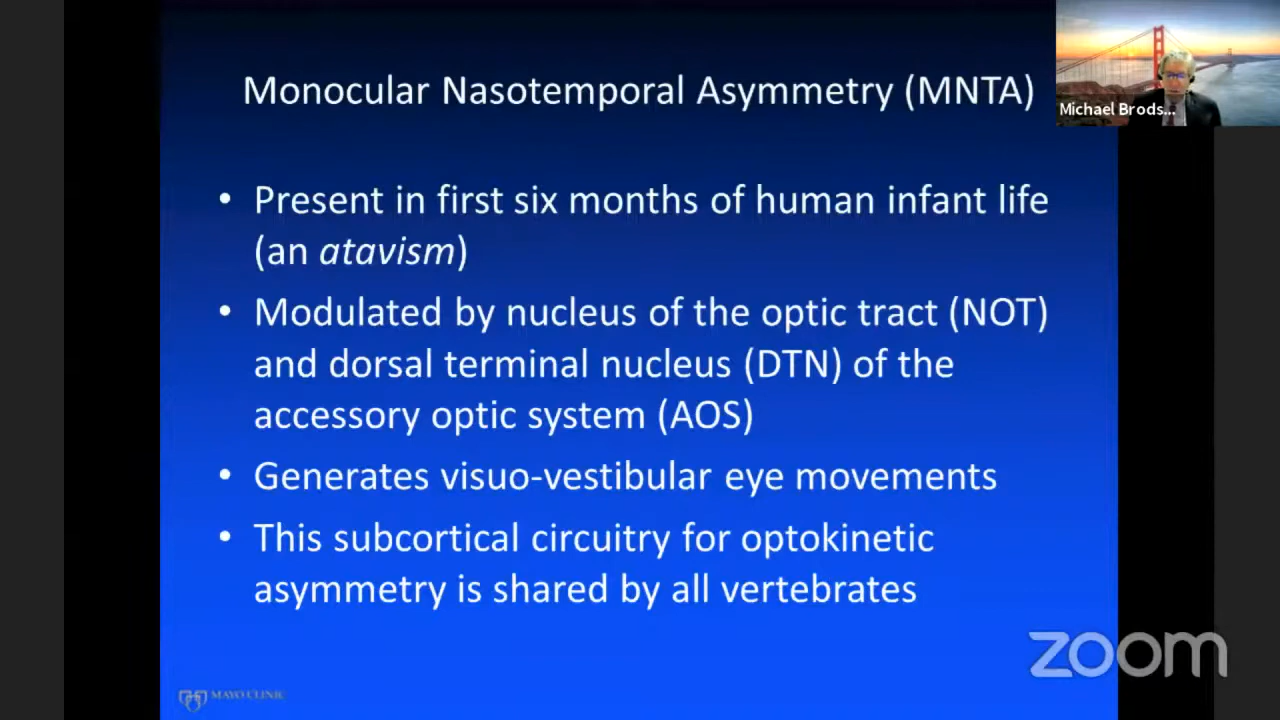 Monocular Nasotemporal Asymmetry (MNTA)
Michael Brods...
• Present in first six months of human infant life
(an atavism)
• Modulated by nucleus of the optic tract (NOT)
and dorsal terminal nucleus (DTN) of the
accessory optic system (AOS)
• Generates visuo-vestibular eye movements
• This subcortical circuitry for optokinetic
asymmetry is shared by all vertebrates
zoom
MAYO CLINIC